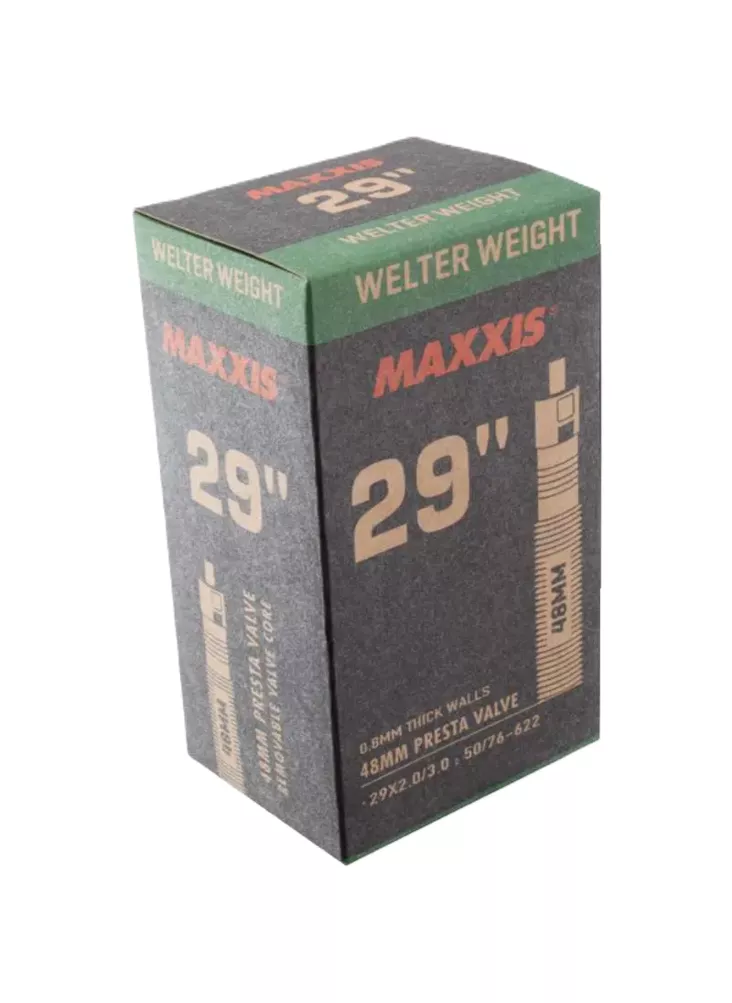 MAXXIS
29"
WELTER WEIGHT
WELTER WEIGHT
MAXXIS
29"
48MM
48MM PRESTA VALVE
REMOVABLE VALVE CORE
WELTER WEIGHT
MAXXIS
29"
48MM
0.8MM THICK WALLS
48MM PRESTA VALVE
29X2.0/3.0 : 50/76-622